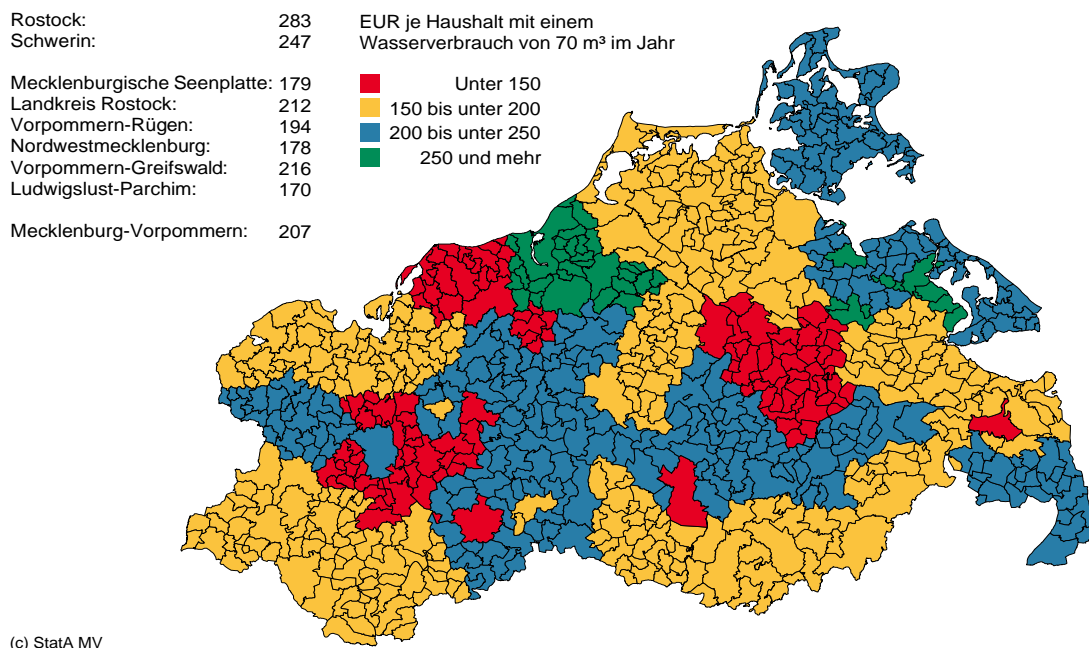 Rostock: 283
Schwerin: 247
Mecklenburgische Seenplatte: 179
Landkreis Rostock: 212
Vorpommern-Rügen: 194
Nordwestmecklenburg: 178
Vorpommern-Greifswald: 216
Ludwigslust-Parchim: 170
Mecklenburg-Vorpommern: 207
EUR je Haushalt mit einem
Wasserverbrauch von 70 m³ im Jahr
Unter 150
150 bis unter 200
200 bis unter 250
250 und mehr
(c) StatA MV